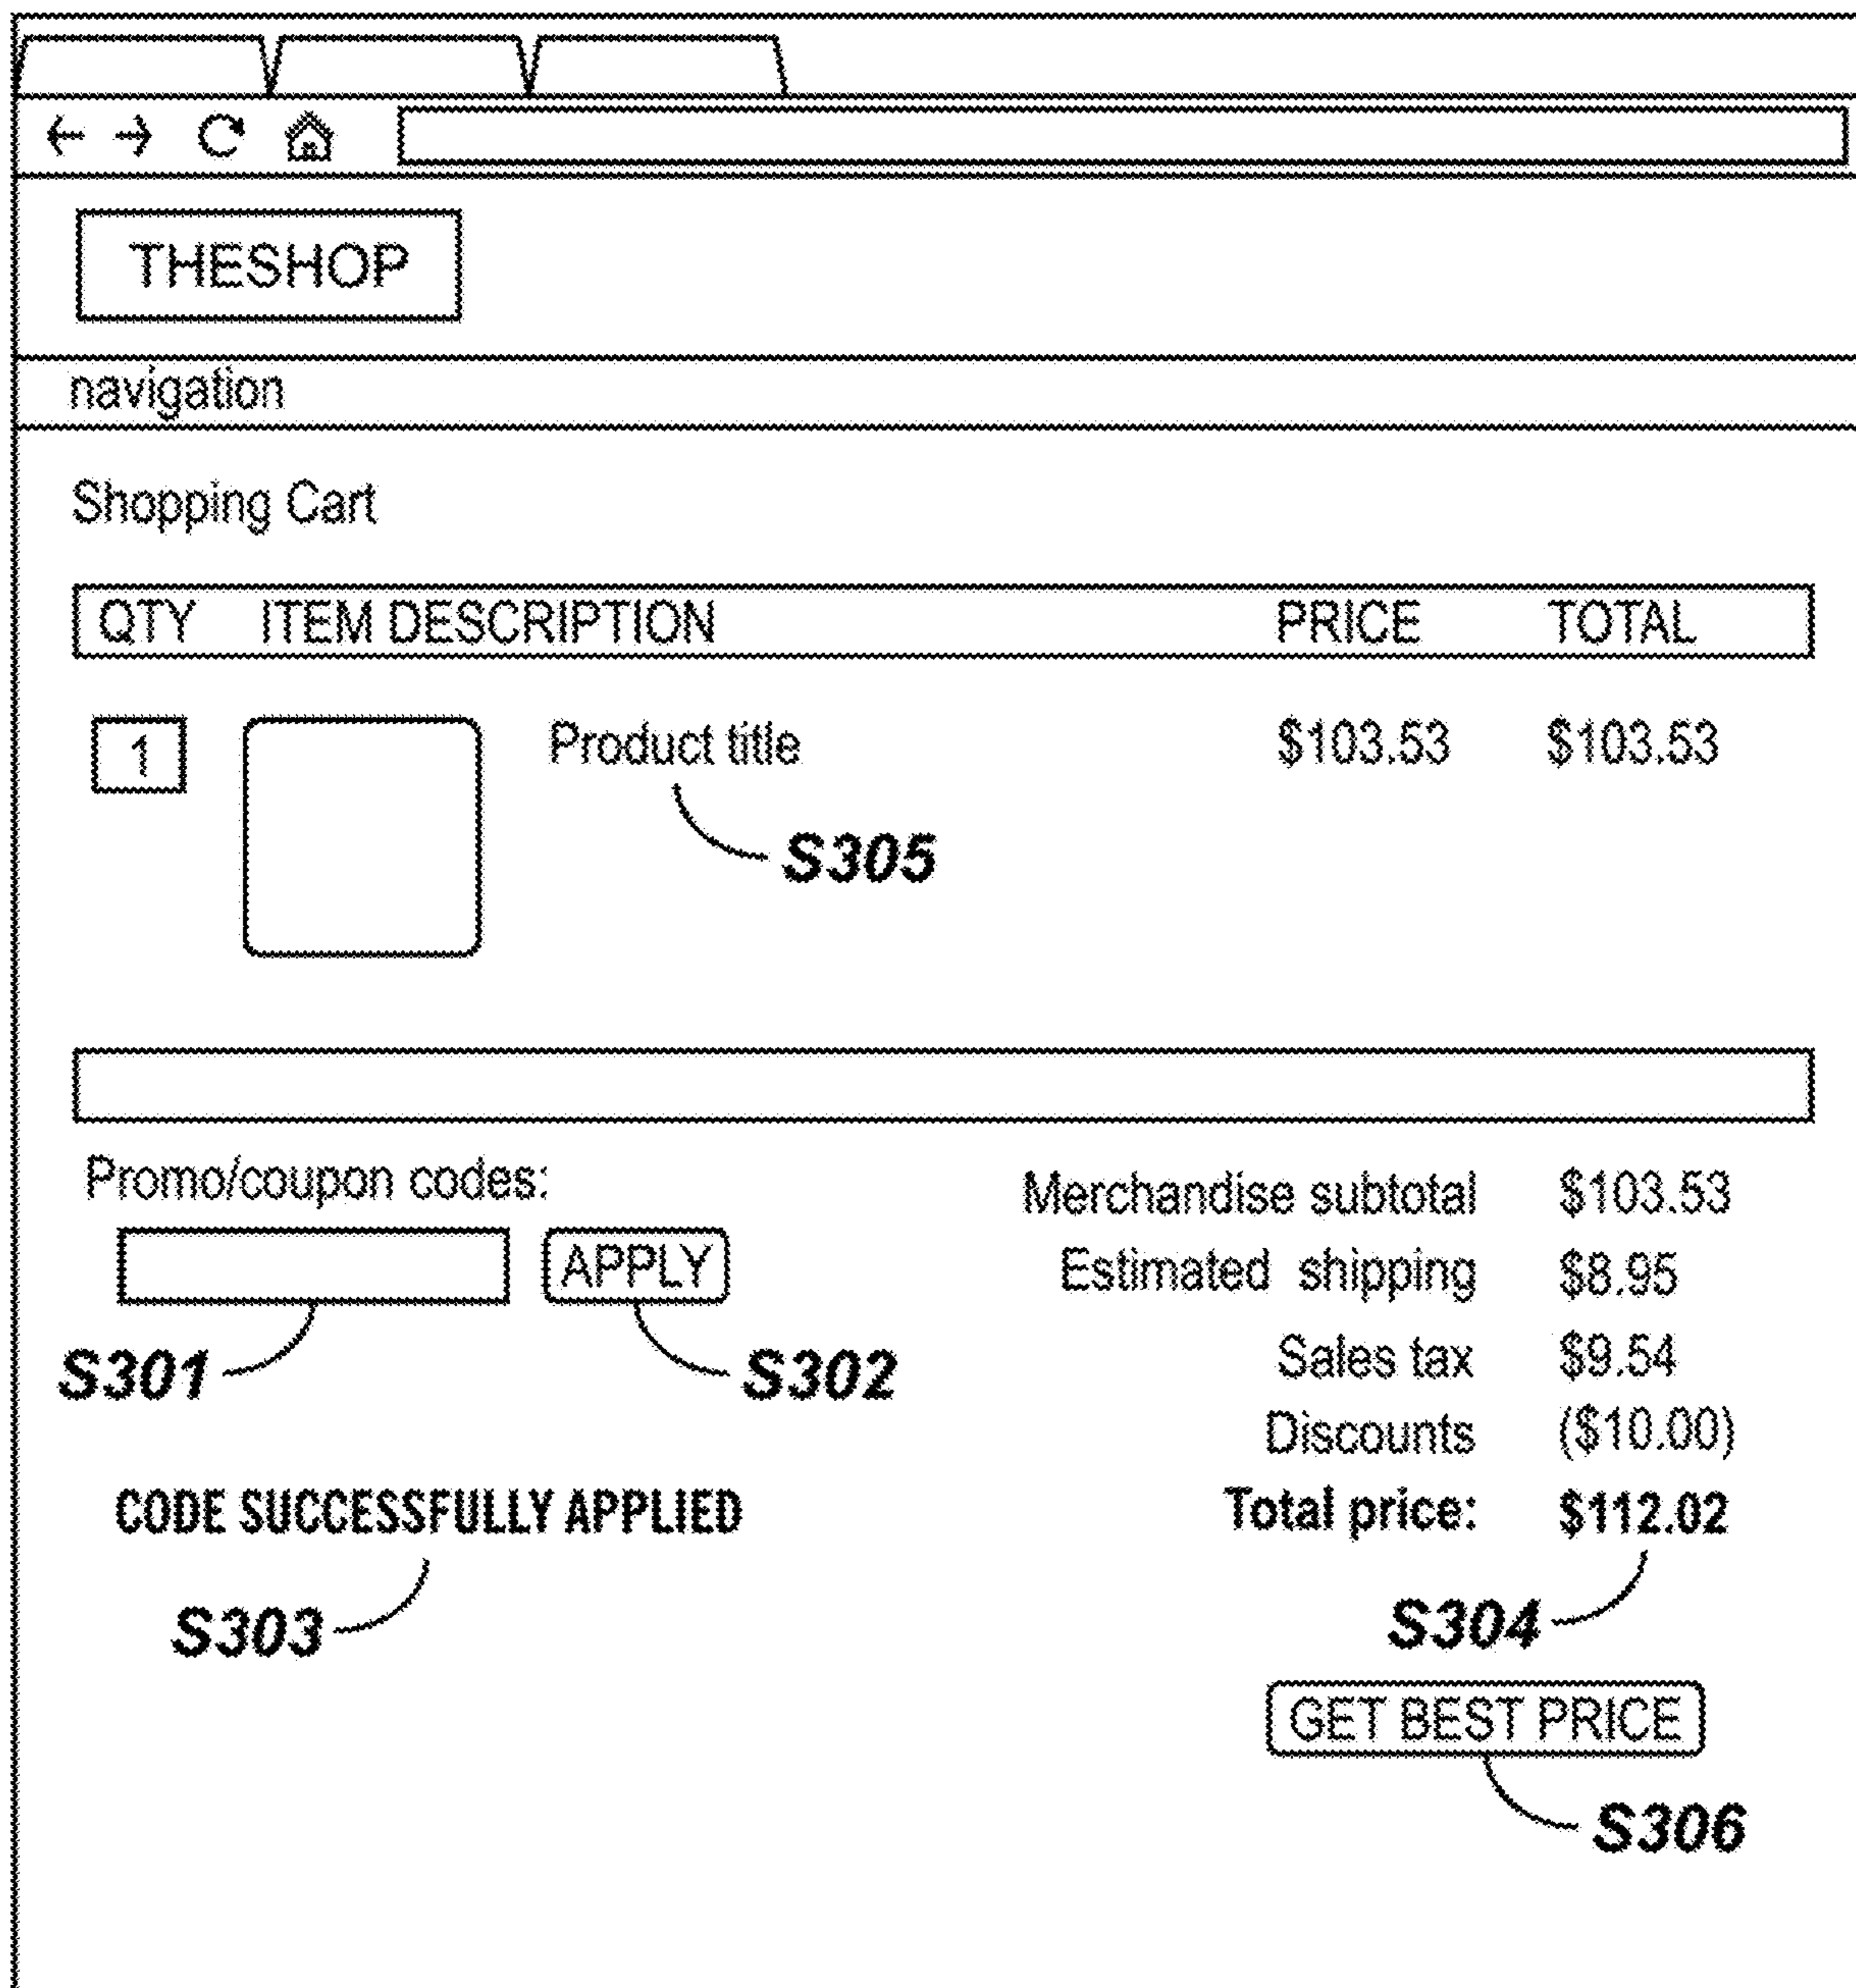 THESHOP
navigation
Shopping Cart
QTY ITEM DESCRIPTION PRICE TOTAL
1 Product title $103.53 $103.53
S305
Promo/coupon codes:
APPLY
S301 S302
CODE SUCCESSFULLY APPLIED
S303
Merchandise subtotal $103.53
Estimated shipping $8.95
Sales tax $9.54
Discounts ($10.00)
Total price: $112.02
S304
GET BEST PRICE
S306